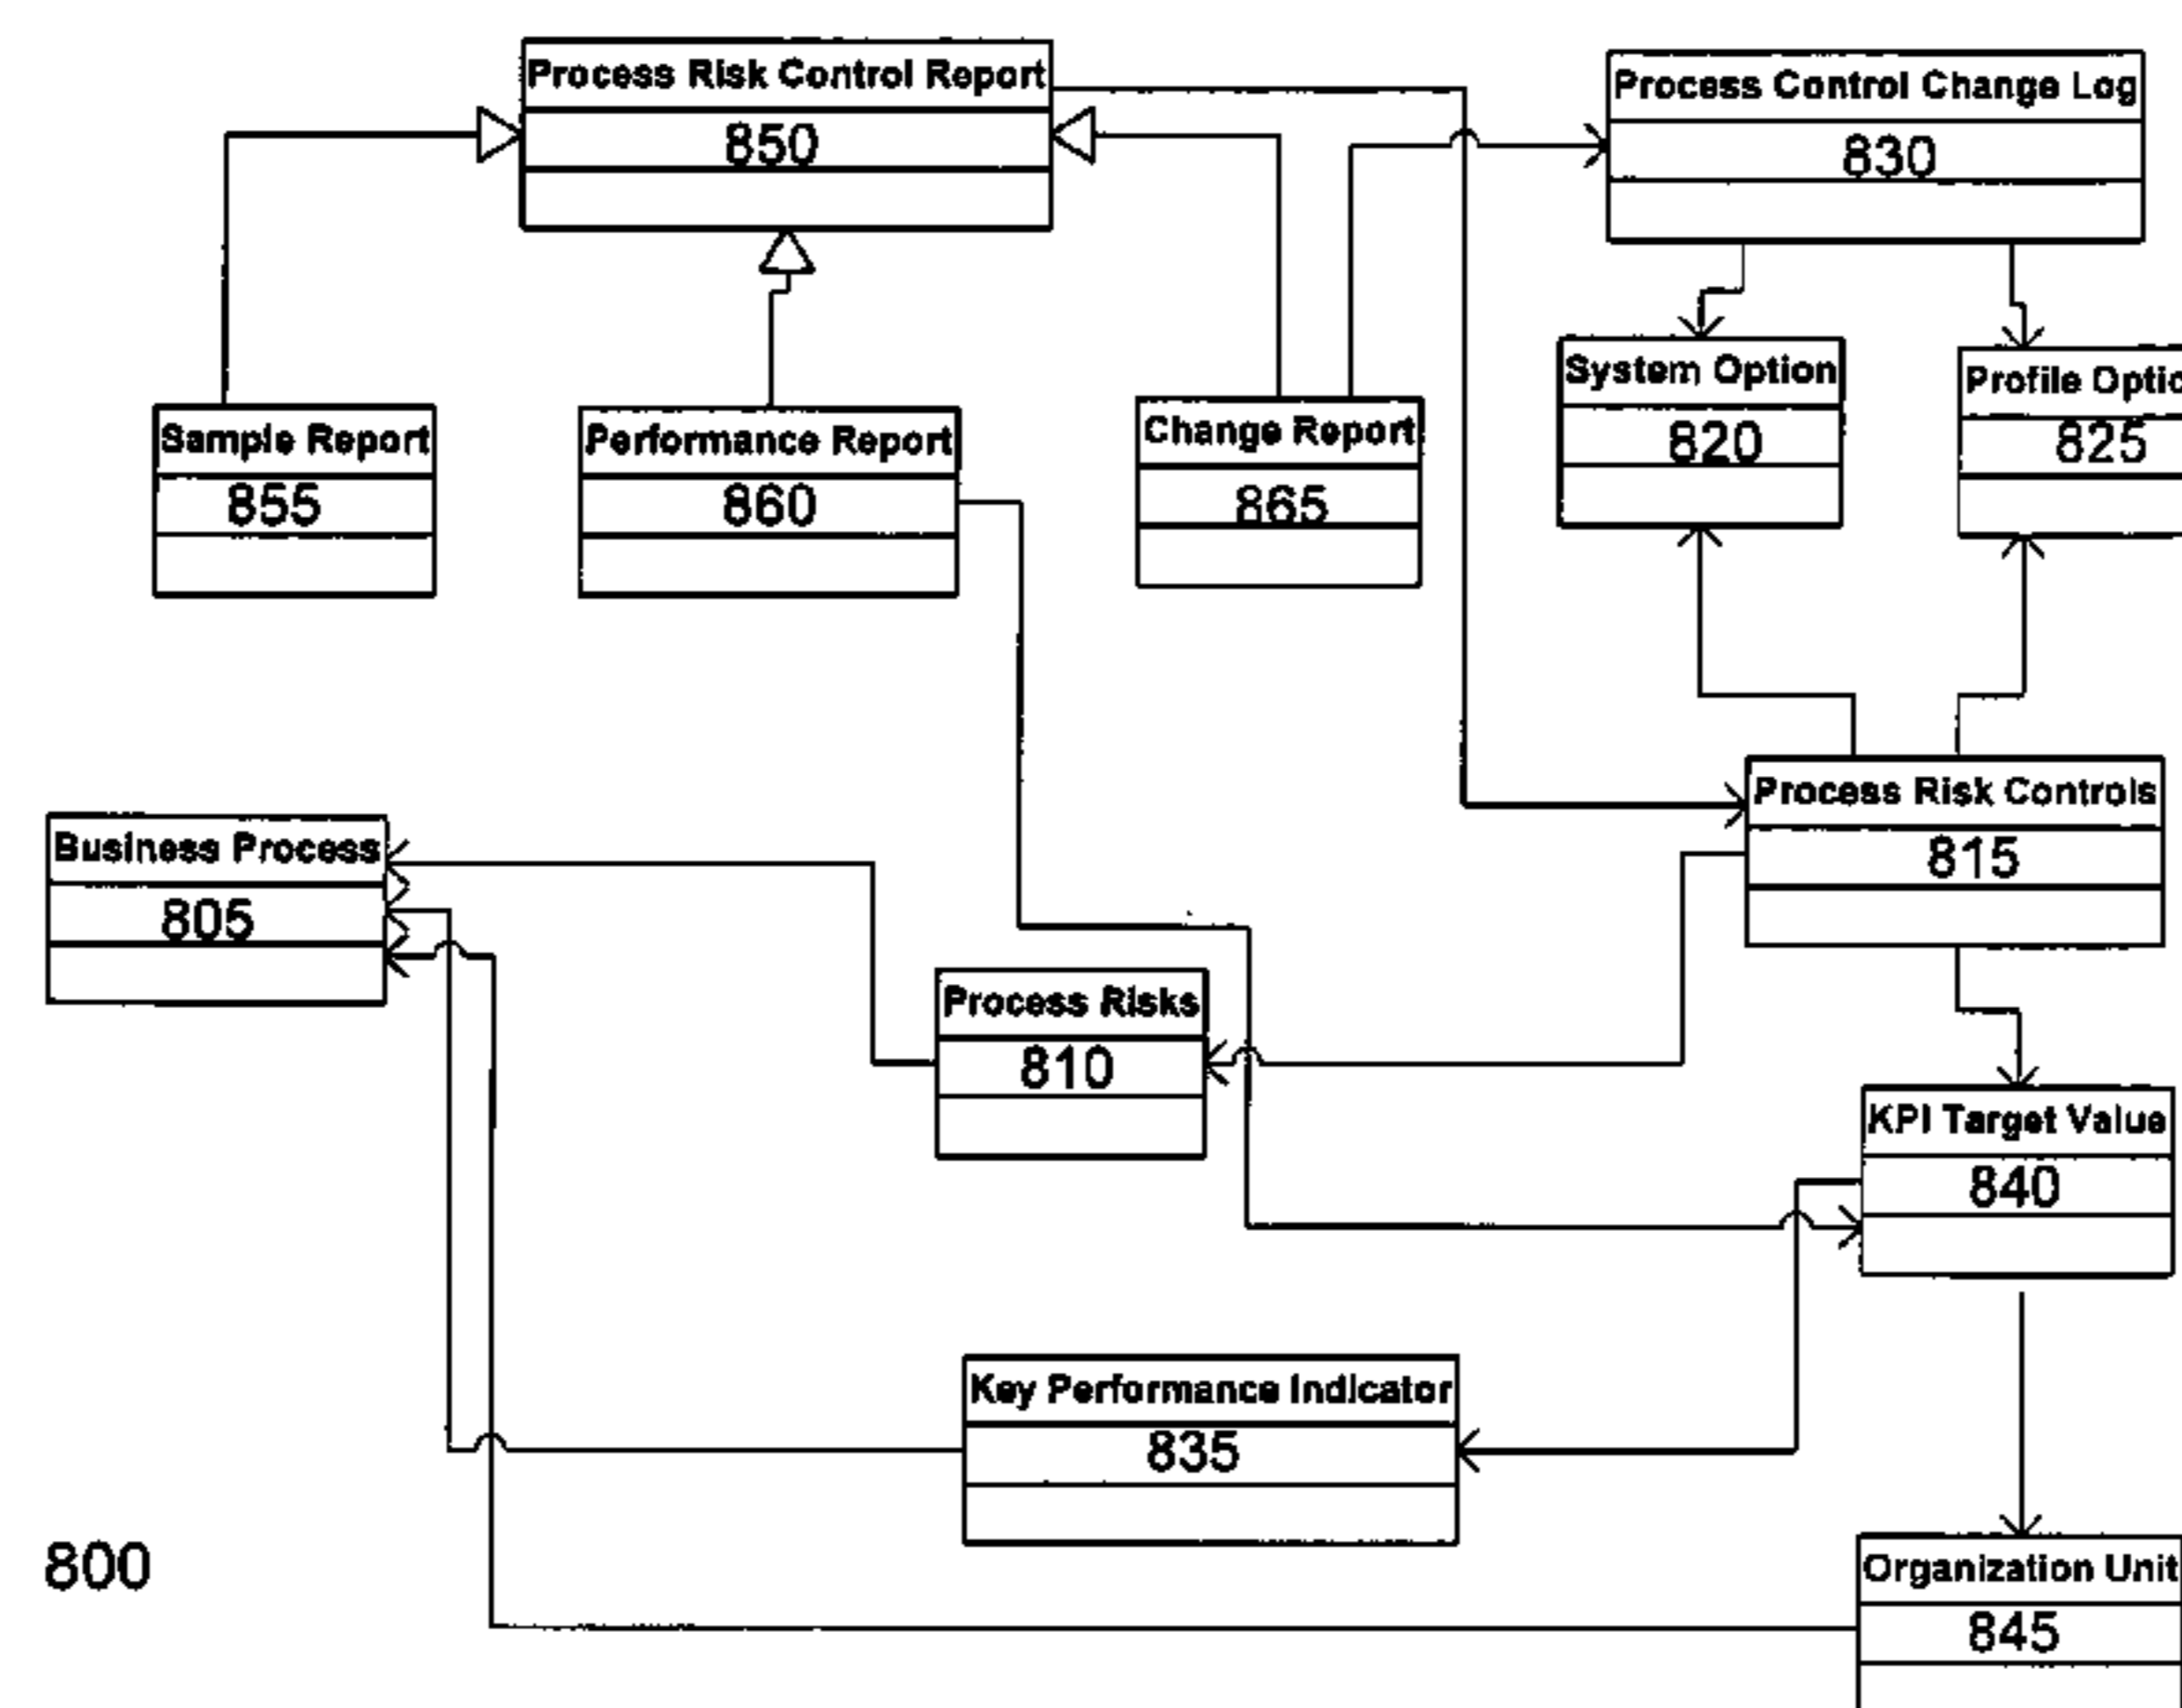 Process Risk Control Report
850
Process Control Change Log
830
System Option
820
Profile
825
Sample Report
855
Performance Report
860
Change Report
865
Process Risk Controls
815
Business Process
805
Process Risks
810
KPI Target Value
840
Key Performance Indicator
835
Organization Unit
845
800